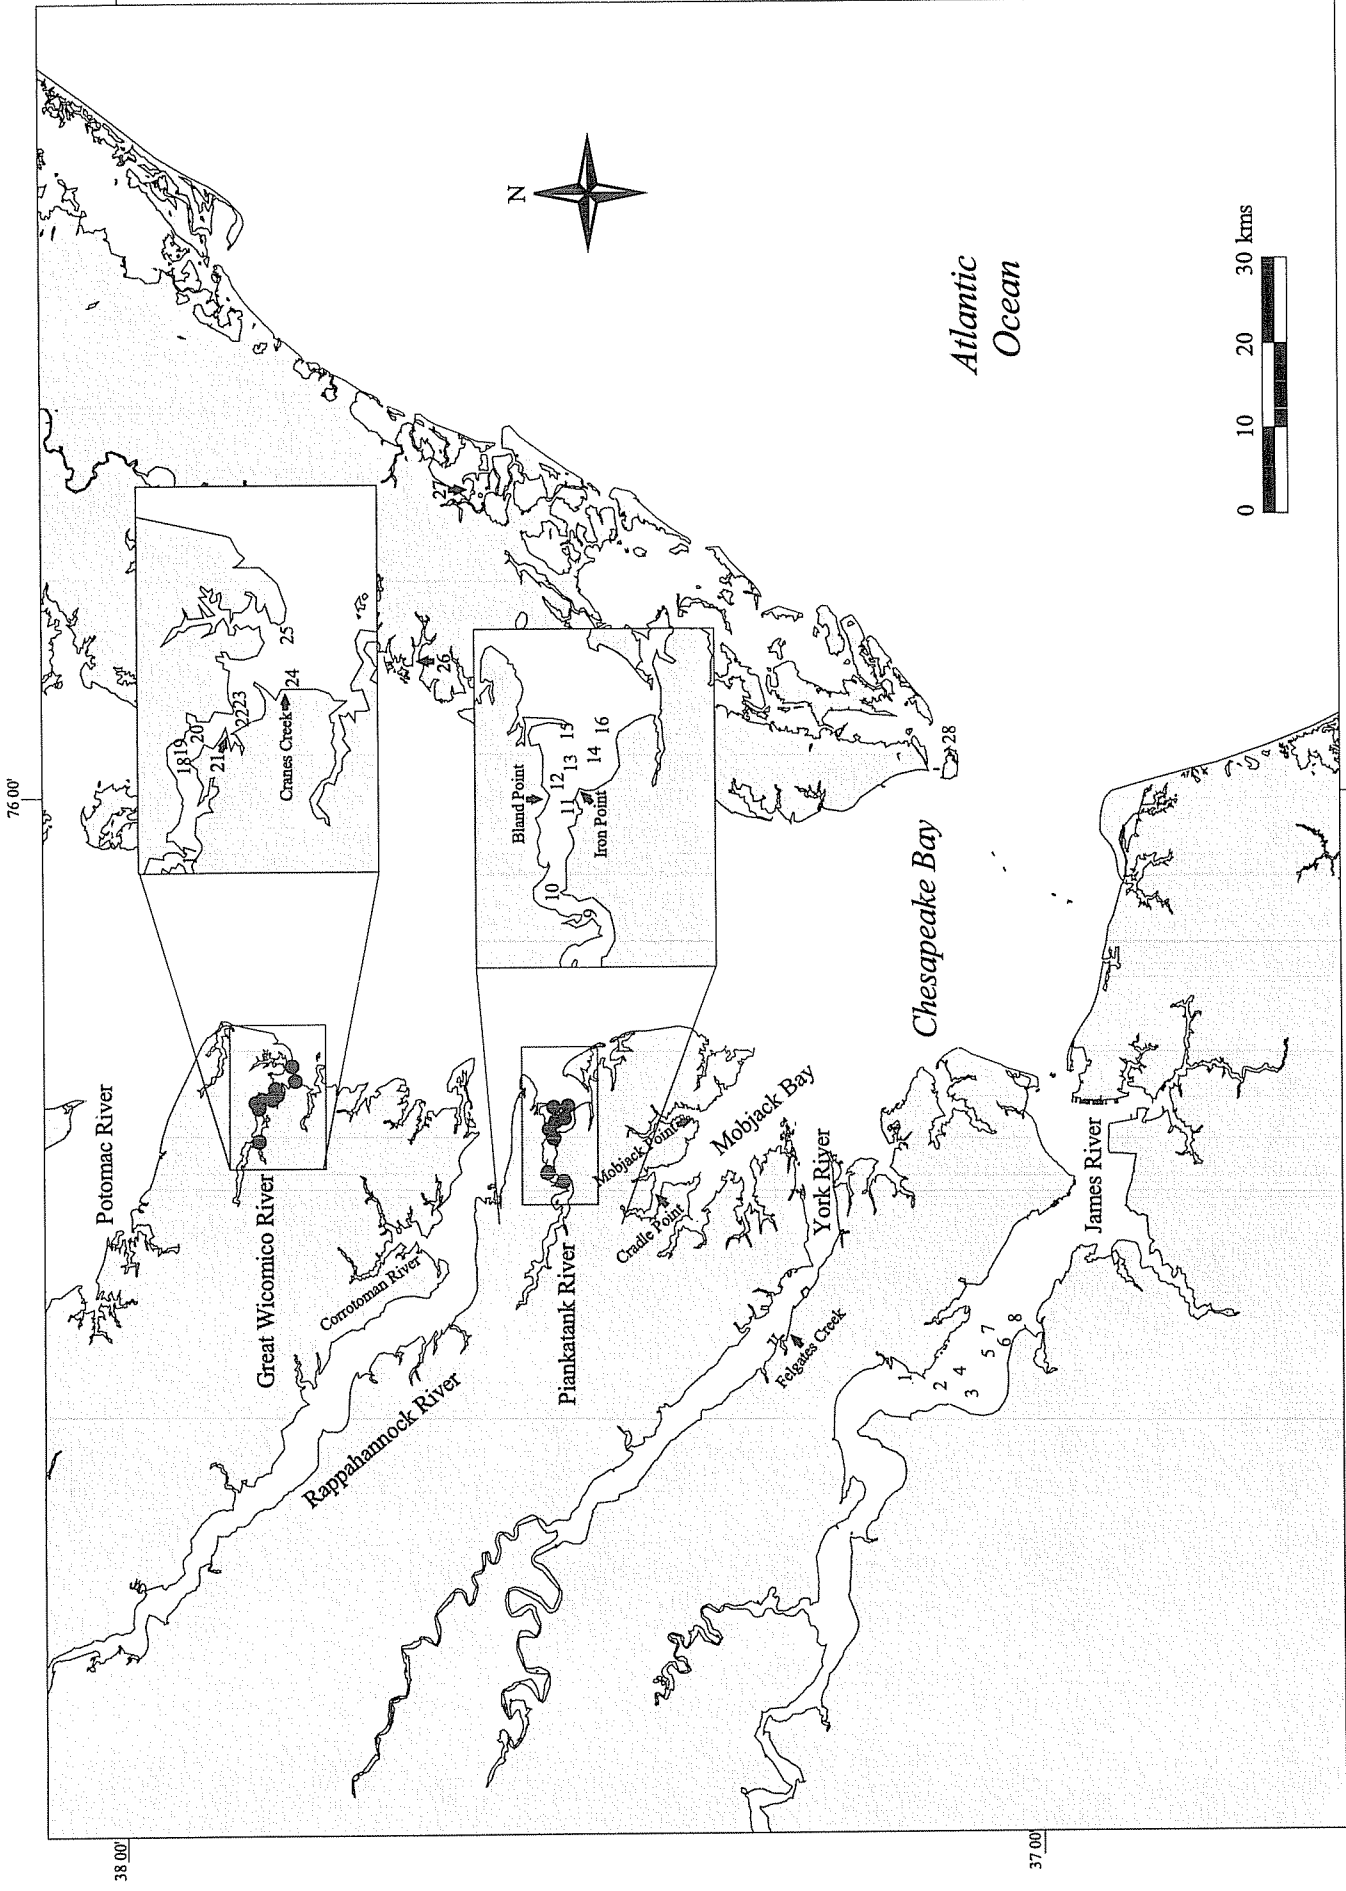 76 00'
38 00'
37 00'
N
Potomac River
Great Wicomico River
Corrotoman River
Rappahannock River
Piankatank River
Mobjack Point
Cradle Point
Mobjack Bay
York River
Felgates Creek
James River
Chesapeake Bay
Atlantic
Ocean
18
19
20
21
22
23
24
25
Cranes Creek
Bland Point
Iron Point
9
10
11
12
13
14
15
16
26
27
28
1
2
3
4
5
6
7
8
0 10 20 30 kms